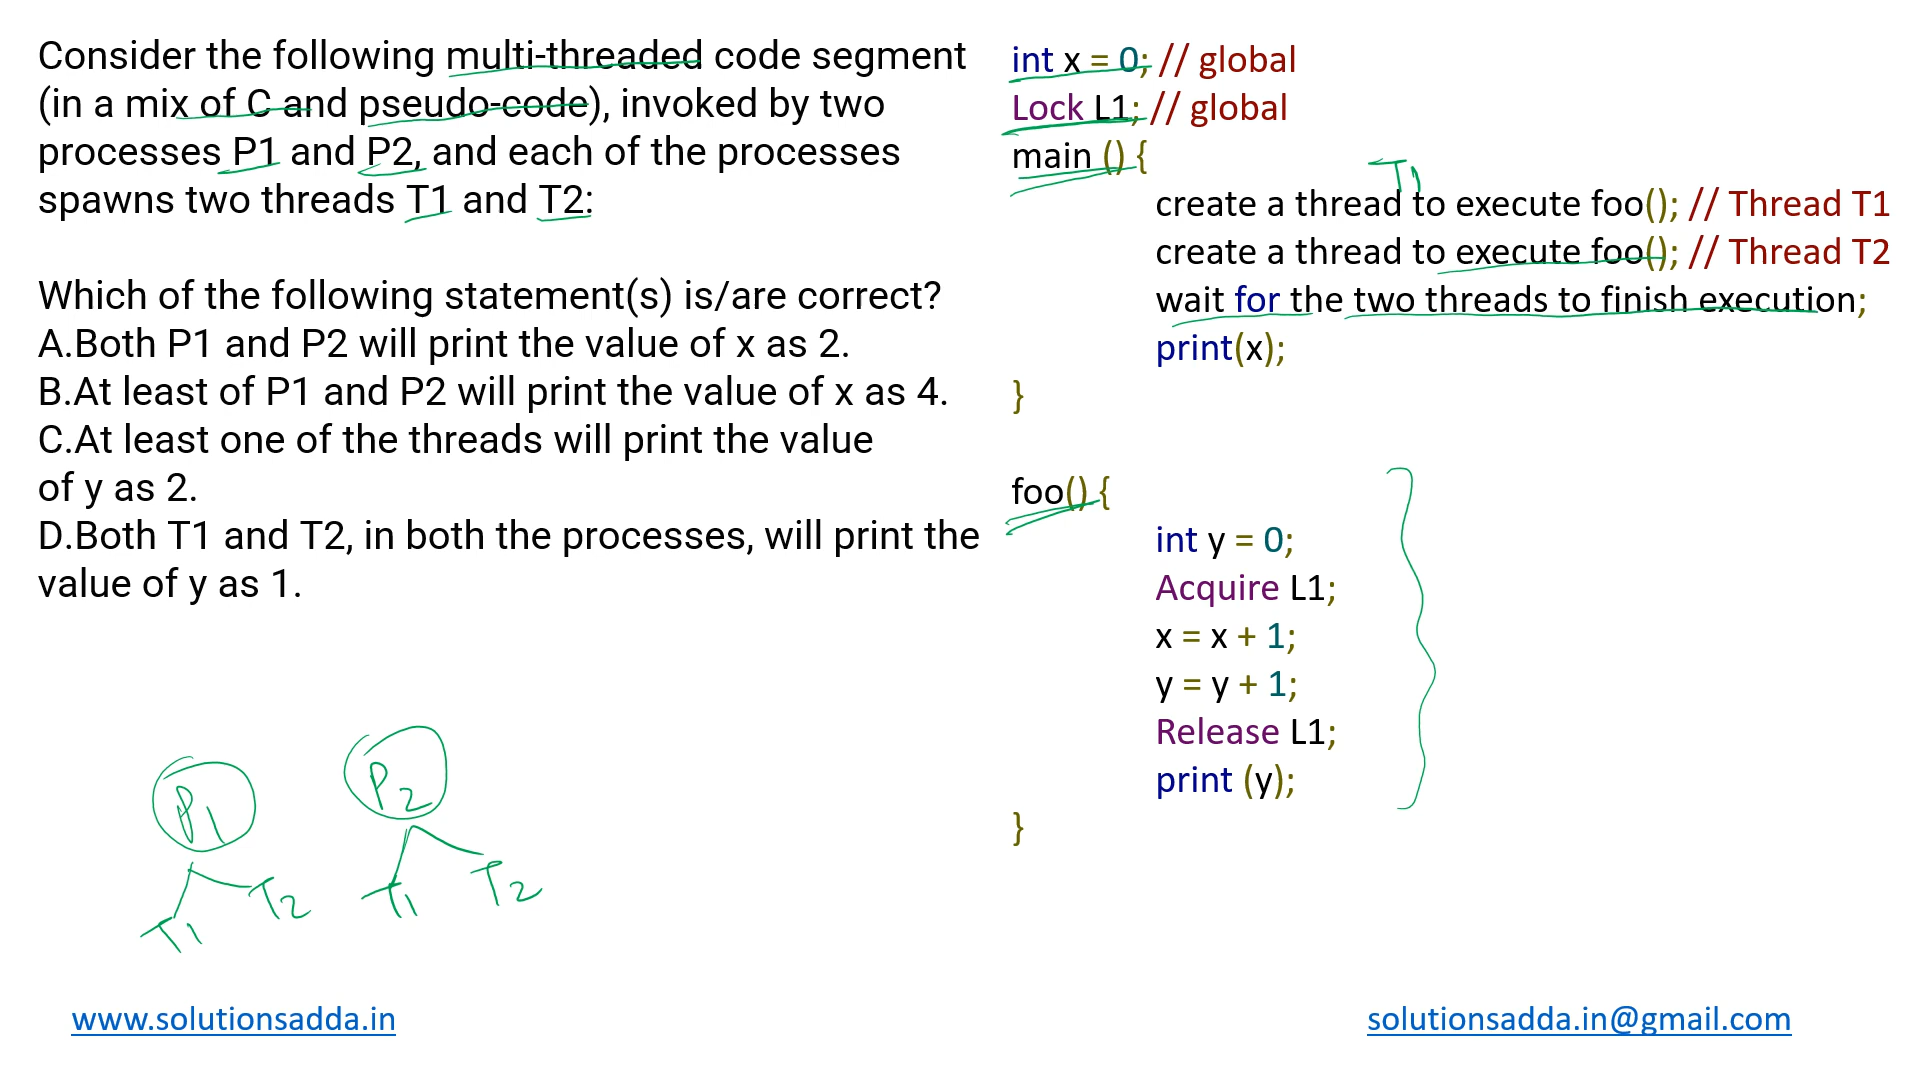 Consider the following multi-threaded code segment
(in a mix of C and pseudo-code), invoked by two
processes P1 and P2, and each of the processes
spawns two threads T1 and T2:
Which of the following statement(s) is/are correct?
A.Both P1 and P2 will print the value of x as 2.
B.At least of P1 and P2 will print the value of x as 4.
C.At least one of the threads will print the value
of y as 2.
D.Both T1 and T2, in both the processes, will print the
value of y as 1.
P1
P2
T1
T2
T1
T2
int x = 0; // global
Lock L1; // global
main () {
T1
create a thread to execute foo(); // Thread T1
create a thread to execute foo(); // Thread T2
wait for the two threads to finish execution;
print(x);
}
foo() {
int y = 0;
Acquire L1;
x = x + 1;
y = y + 1;
Release L1;
print (y);
}
www.solutionsadda.in
solutionsadda.in@gmail.com